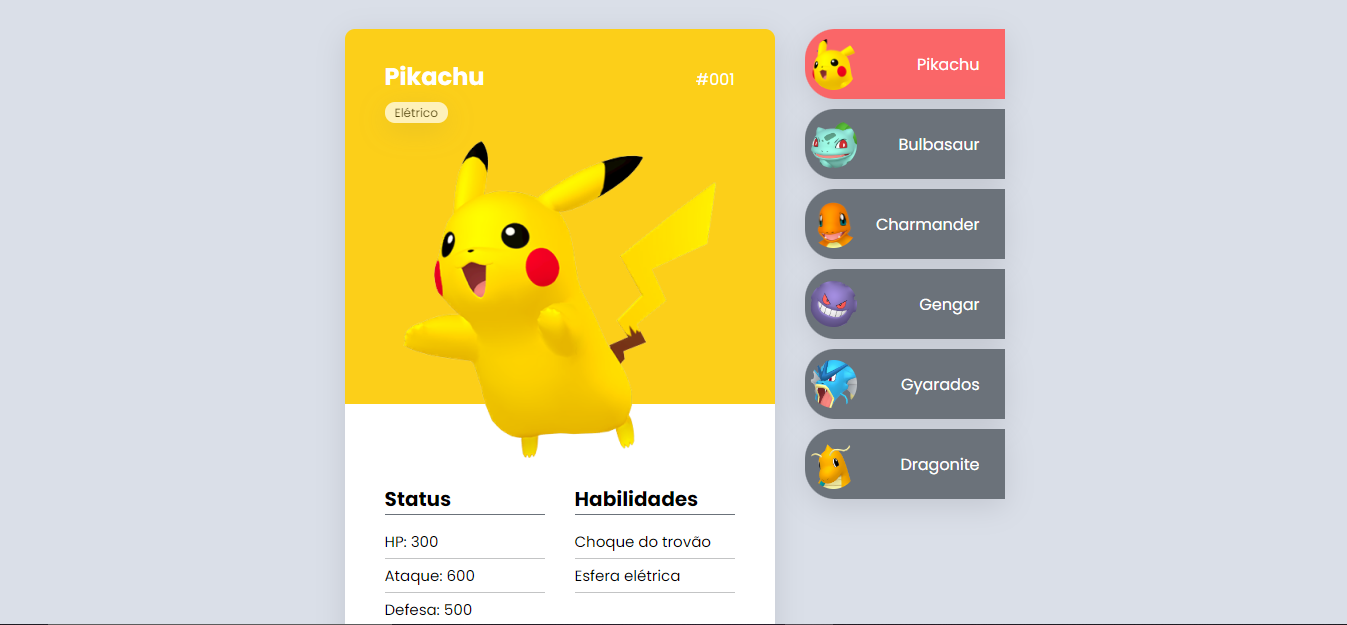 Pikachu
#001
Elétrico
Status
HP: 300
Ataque: 600
Defesa: 500
Habilidades
Choque do trovão
Esfera elétrica
Pikachu
Bulbasaur
Charmander
Gengar
Gyarados
Dragonite